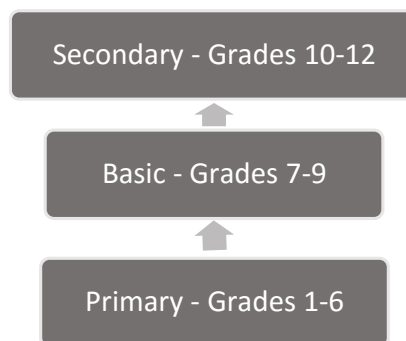 Secondary - Grades 10-12
Basic - Grades 7-9
Primary - Grades 1-6